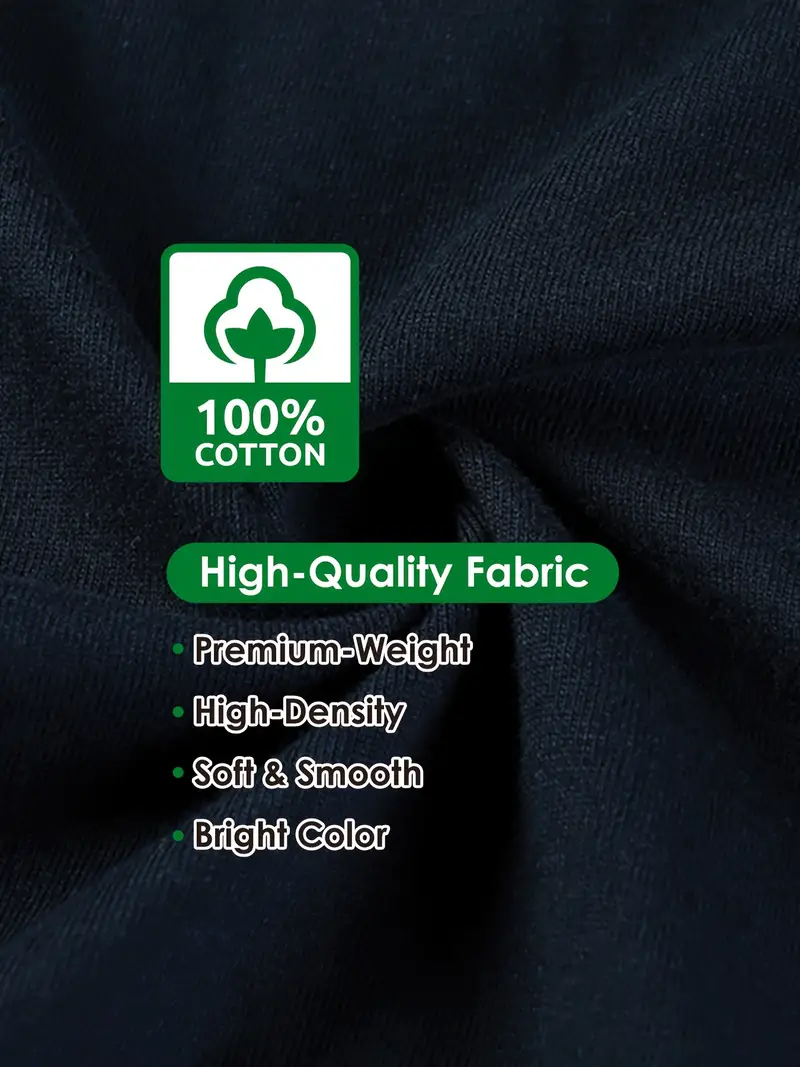 100%
COTTON
High-Quality Fabric
• Premium-Weight
• High-Density
• Soft & Smooth
• Bright Color